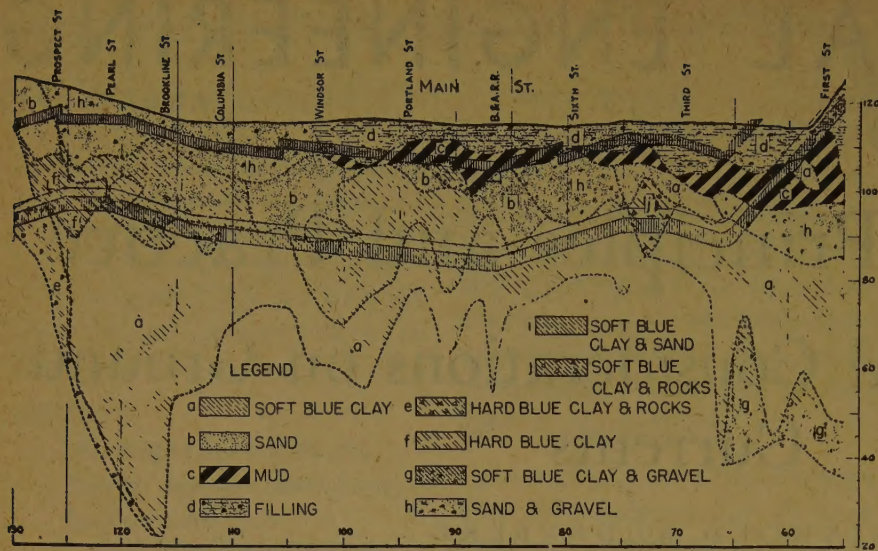 PROSPECT ST
PEARL ST
BROOKLINE ST
COLUMBIA ST
WINDSOR ST
PORTLAND ST
MAIN ST.
B.&A.R.R.
SIXTH ST.
THIRD ST
FIRST ST
b
h
d
d
d
c
a
h
b
b
h
a
c
f
b
i
j
h
f
e
a
a
a
g
g
120
100
80
60
40
20
i SOFT BLUE
CLAY & SAND
j SOFT BLUE
CLAY & ROCKS
LEGEND
a SOFT BLUE CLAY
e HARD BLUE CLAY & ROCKS
b SAND
f HARD BLUE CLAY
c MUD
g SOFT BLUE CLAY & GRAVEL
d FILLING
h SAND & GRAVEL
130
120
110
100
90
80
70
60